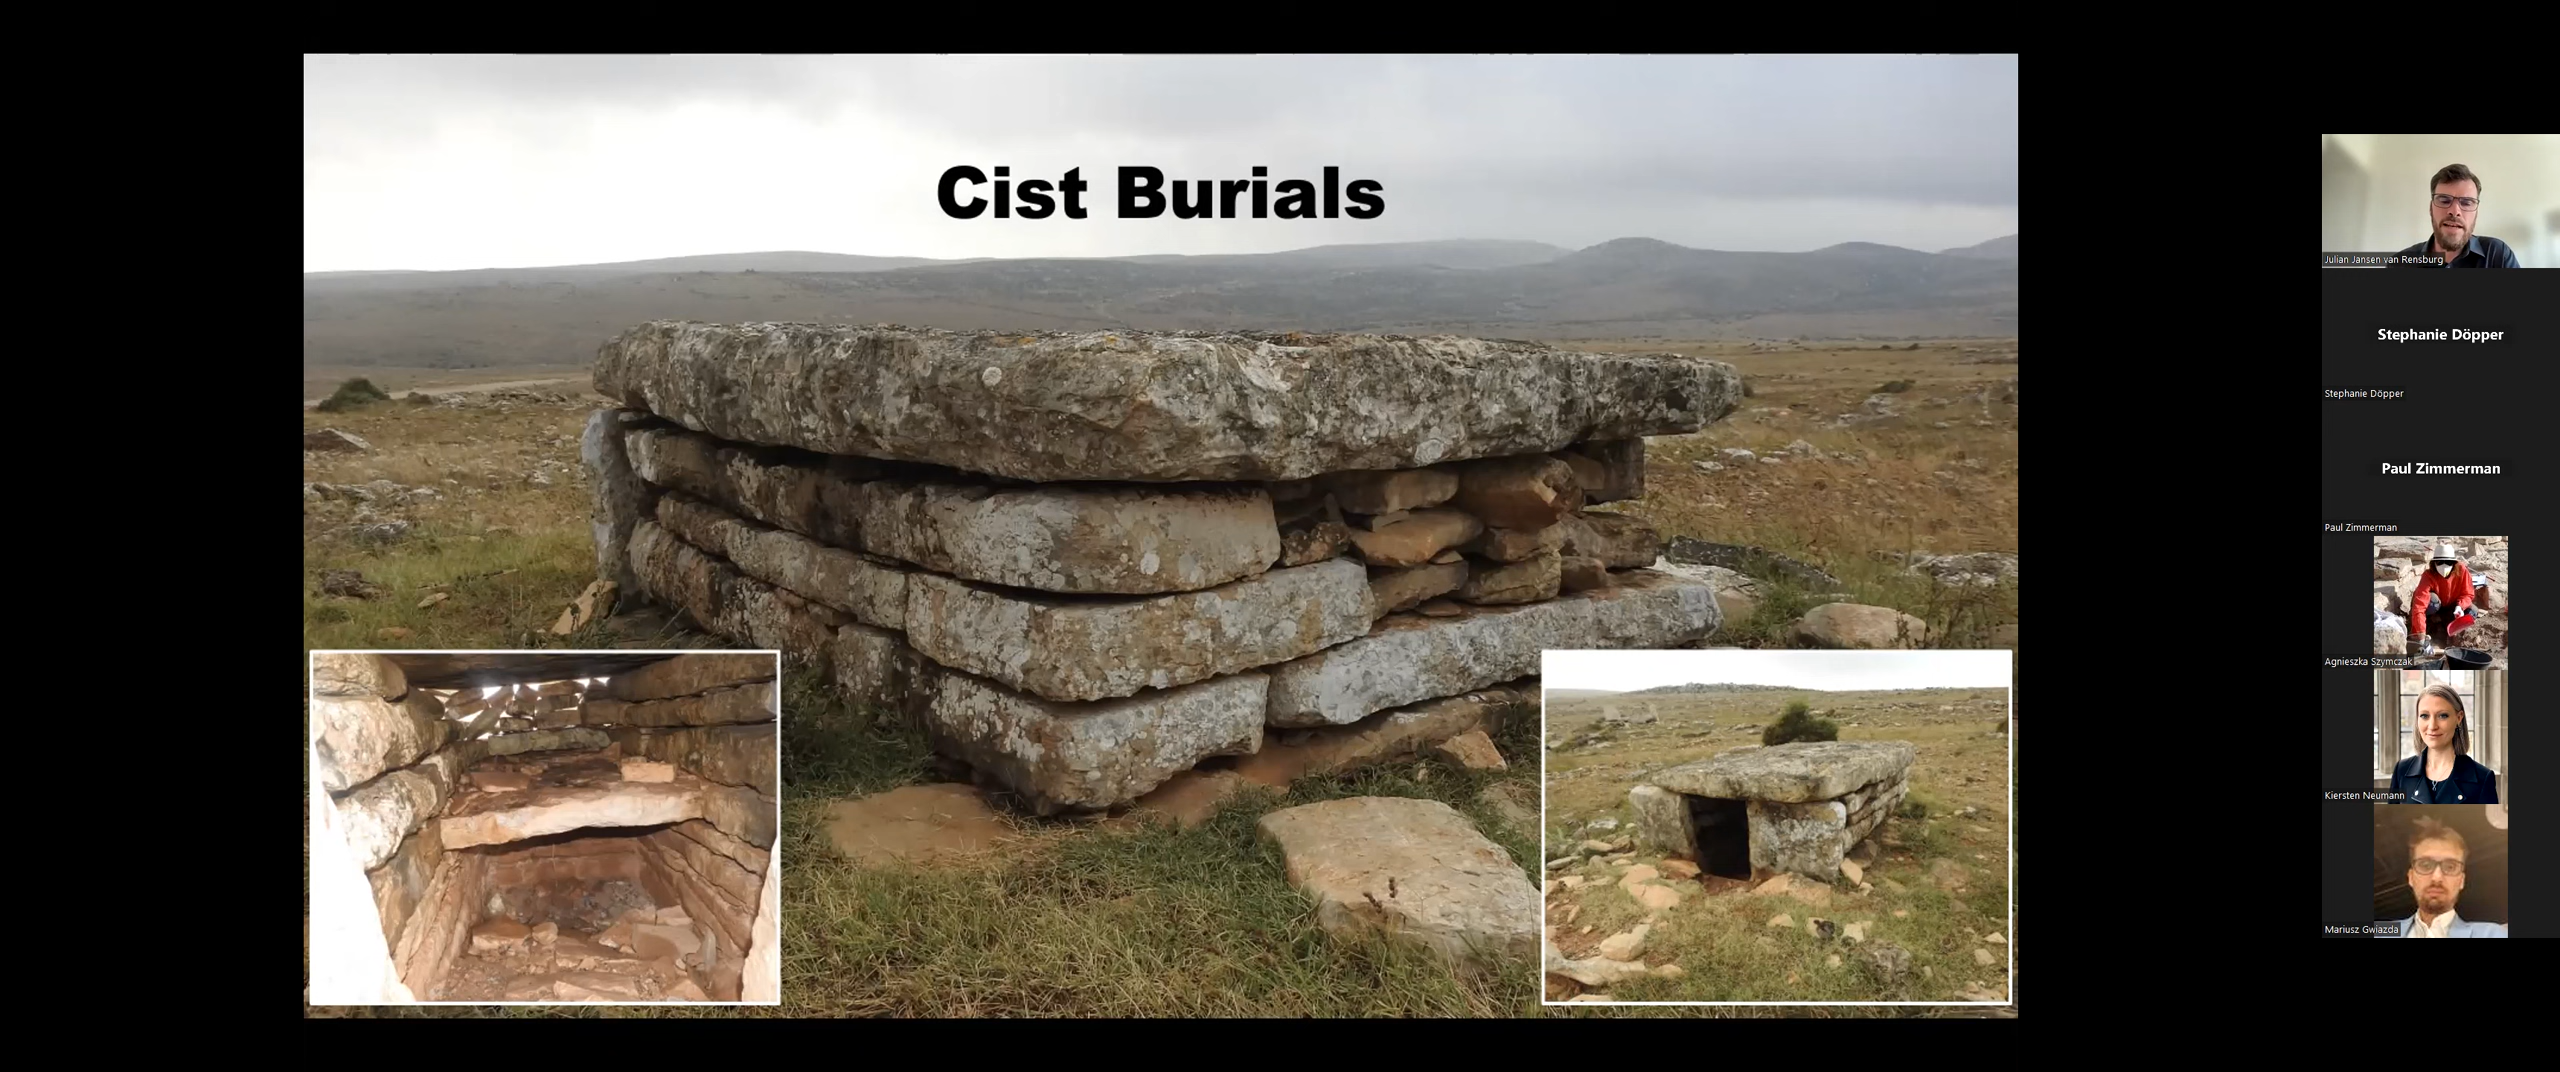 Cist Burials
Julian Jansen van Rensburg
Stephanie Döpper
Stephanie Döpper
Paul Zimmerman
Paul Zimmerman
Agnieszka Szymczak
Kiersten Neumann
Mariusz Gwiazda